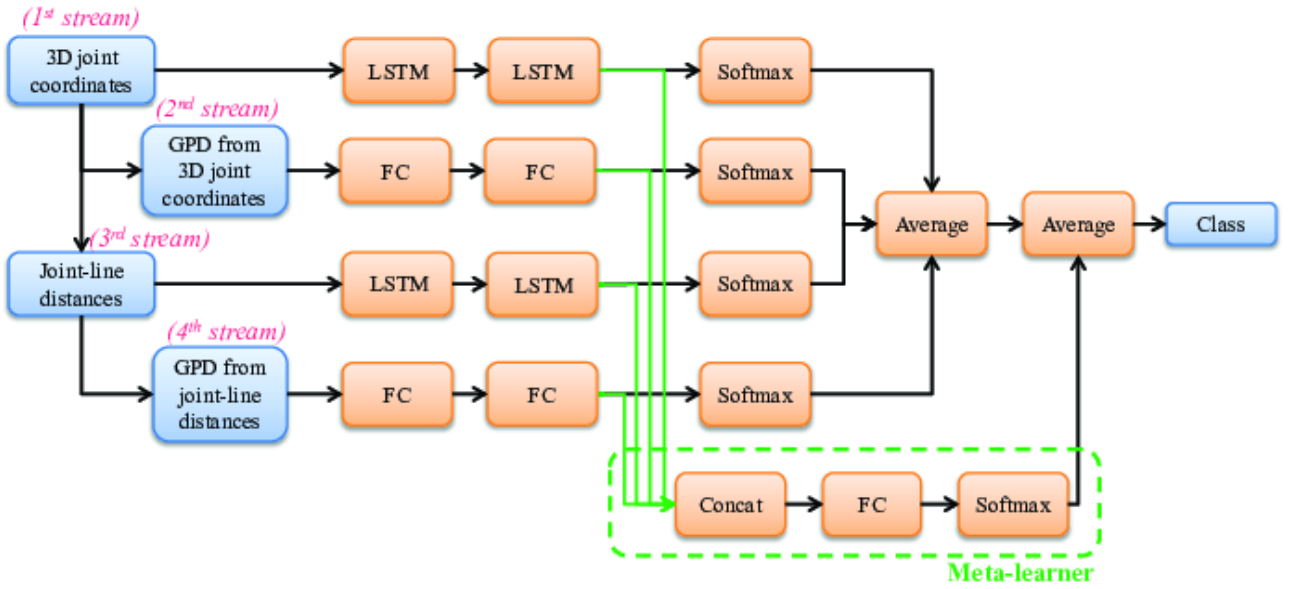 (1st stream)
3D joint
coordinates
LSTM
LSTM
Softmax
(2nd stream)
GPD from
3D joint
coordinates
FC
FC
Softmax
Average
Average
Class
(3rd stream)
Joint-line
distances
LSTM
LSTM
Softmax
(4th stream)
GPD from
joint-line
distances
FC
FC
Softmax
Concat
FC
Softmax
Meta-learner